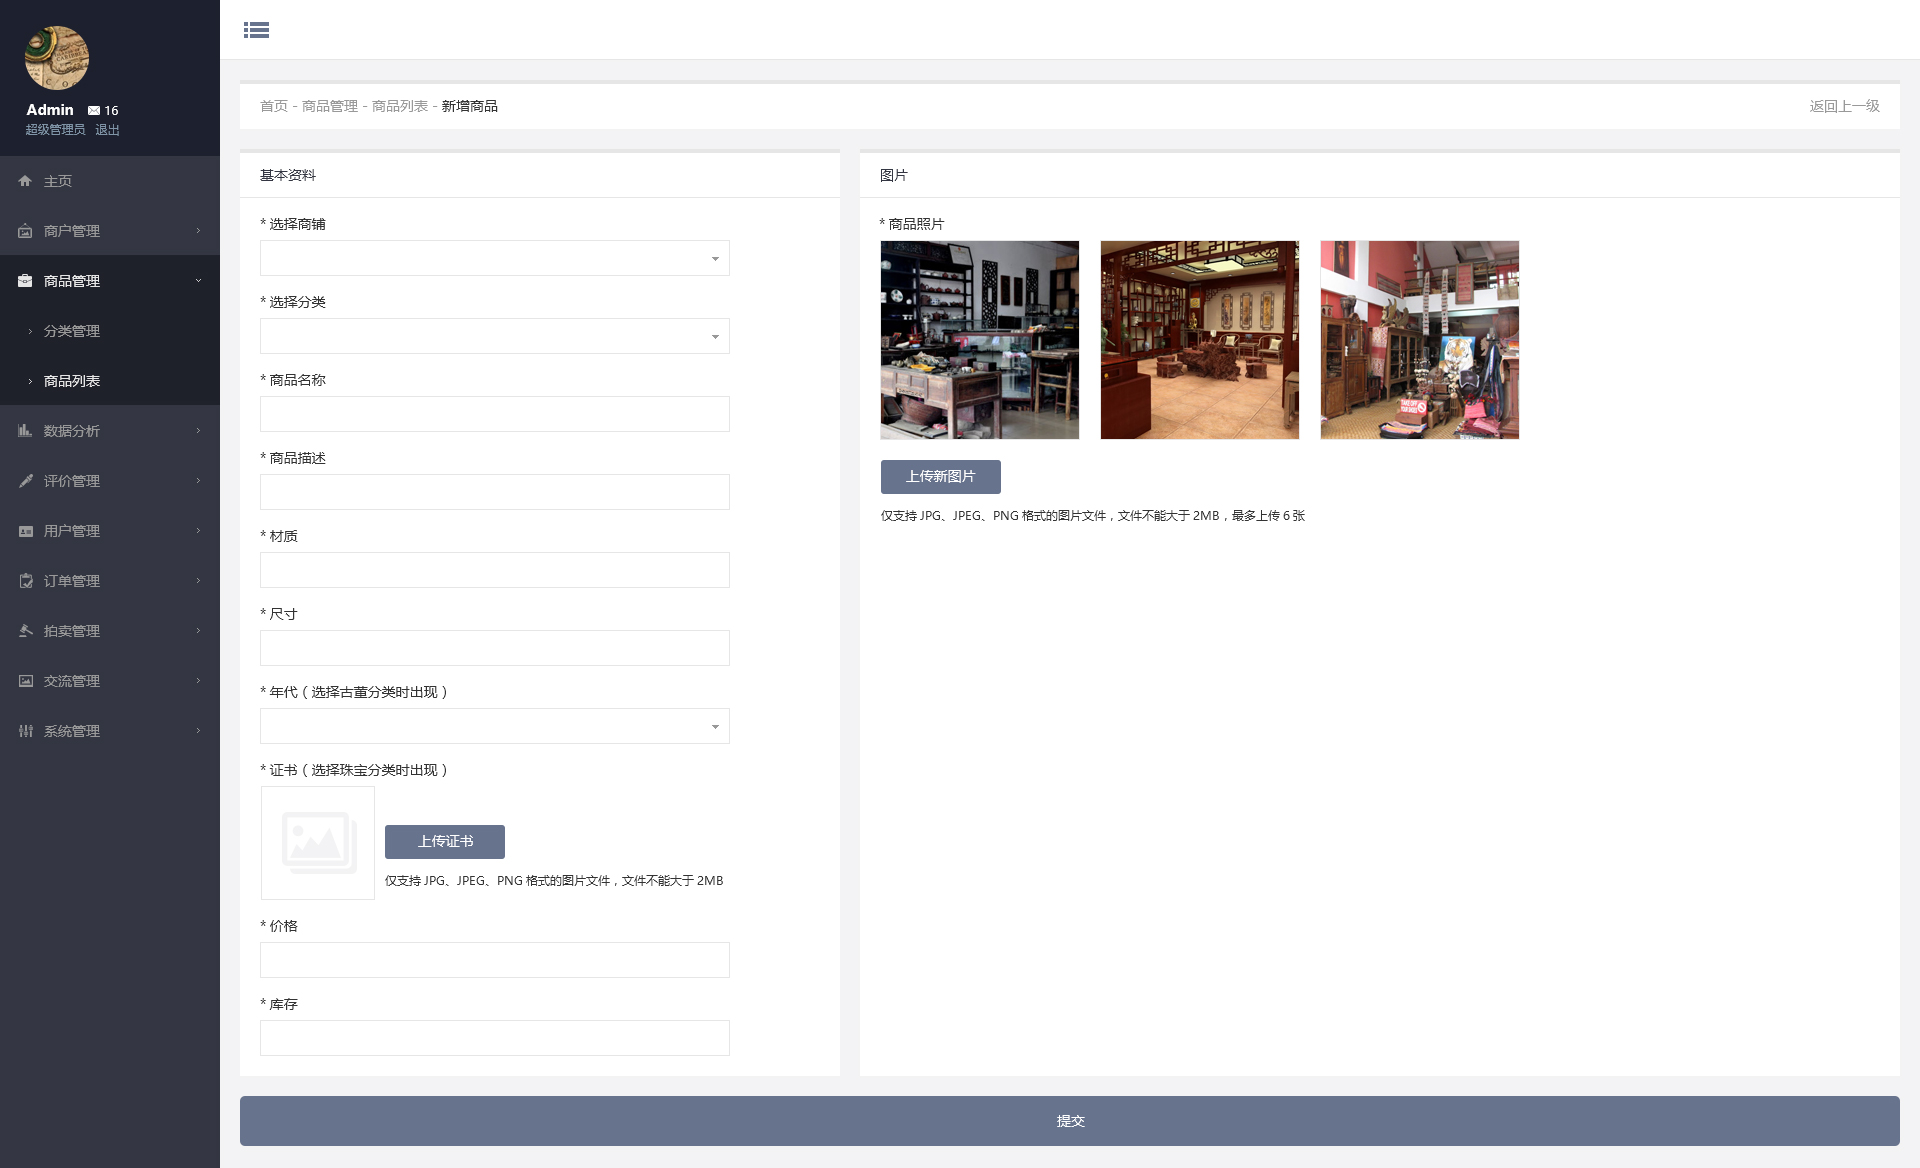 Admin 16
超级管理员 退出
主页
商户管理
商品管理
分类管理
商品列表
数据分析
评价管理
用户管理
订单管理
拍卖管理
交流管理
系统管理
首页 - 商品管理 - 商品列表 - 新增商品
返回上一级
基本资料
* 选择商铺
* 选择分类
* 商品名称
* 商品描述
* 材质
* 尺寸
* 年代（选择古董分类时出现）
* 证书（选择珠宝分类时出现）
上传证书
仅支持 JPG、JPEG、PNG 格式的图片文件，文件不能大于 2MB
* 价格
* 库存
图片
* 商品照片
TAKE OFF
YOUR SHOES
上传新图片
仅支持 JPG、JPEG、PNG 格式的图片文件，文件不能大于 2MB，最多上传 6 张
提交